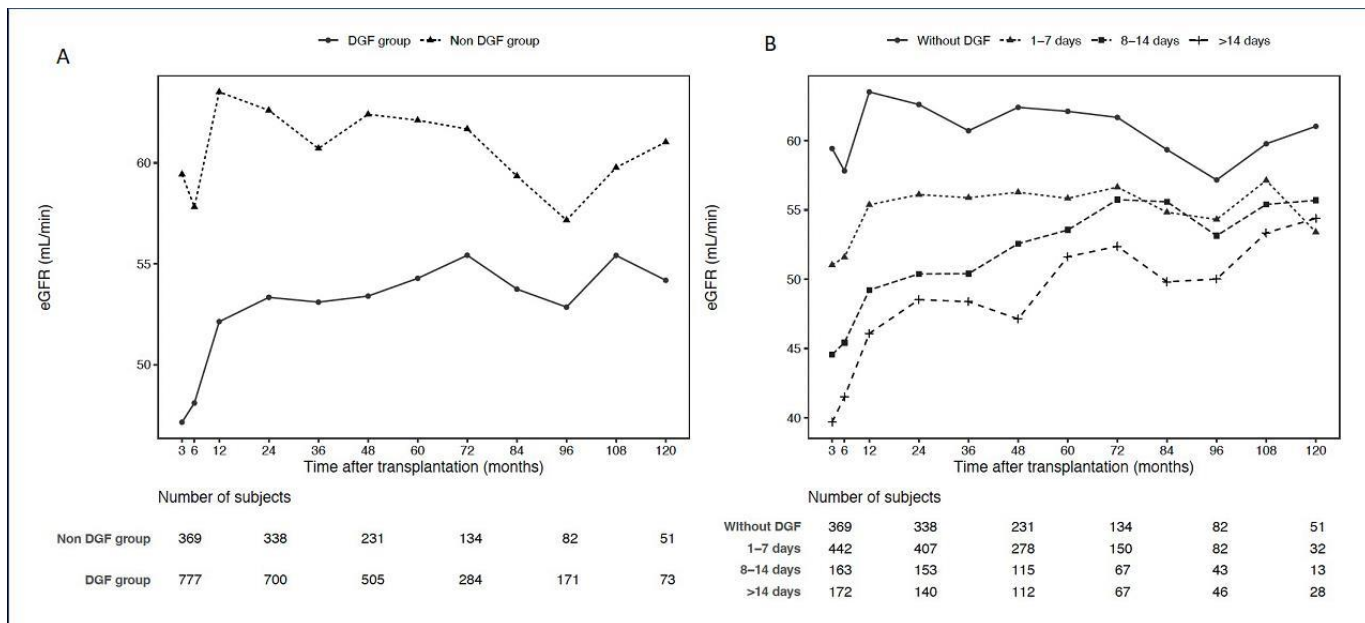 A
DGF group Non DGF group
60
55
50
eGFR (mL/min)
3 6 12 24 36 48 60 72 84 96 108 120
Time after transplantation (months)
Number of subjects
Non DGF group 369 338 231 134 82 51
DGF group 777 700 505 284 171 73
B
Without DGF 1–7 days 8–14 days >14 days
60
55
50
45
40
eGFR (mL/min)
3 6 12 24 36 48 60 72 84 96 108 120
Time after transplantation (months)
Number of subjects
Without DGF 369 338 231 134 82 51
1–7 days 442 407 278 150 82 32
8–14 days 163 153 115 67 43 13
>14 days 172 140 112 67 46 28